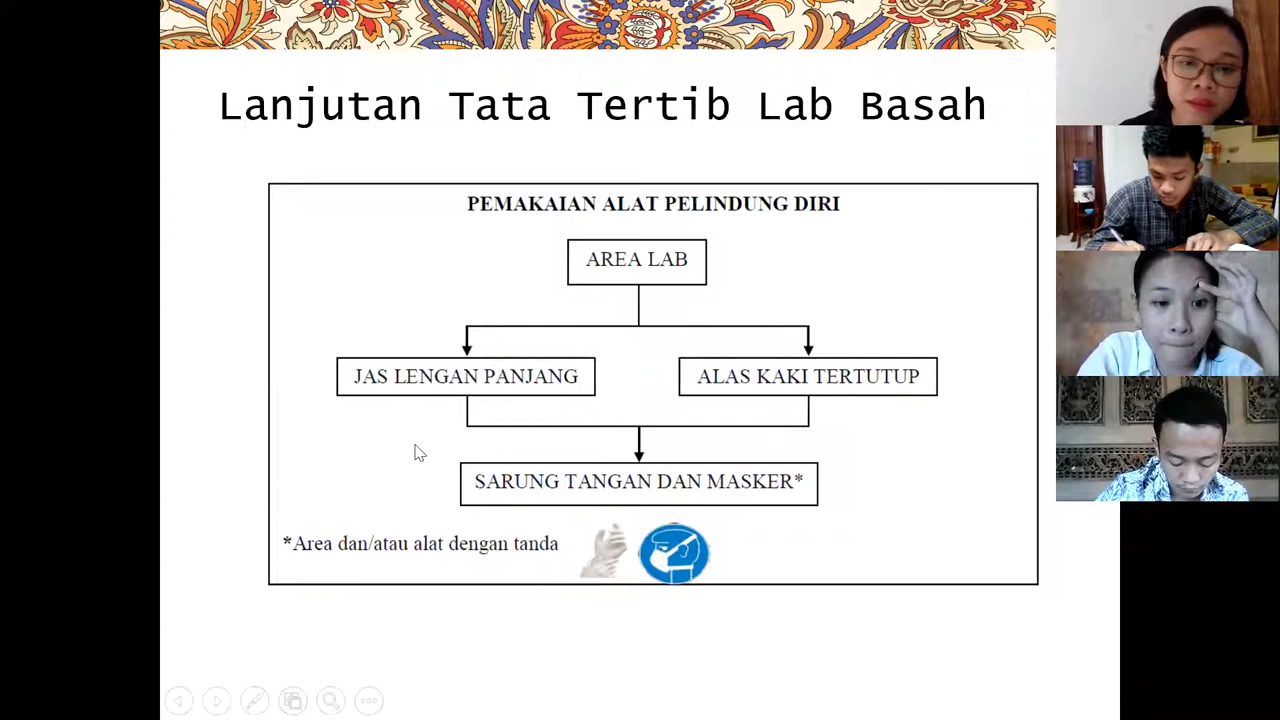 Lanjutan Tata Tertib Lab Basah
PEMAKAIAN ALAT PELINDUNG DIRI
AREA LAB
JAS LENGAN PANJANG
ALAS KAKI TERTUTUP
SARUNG TANGAN DAN MASKER*
*Area dan/atau alat dengan tanda